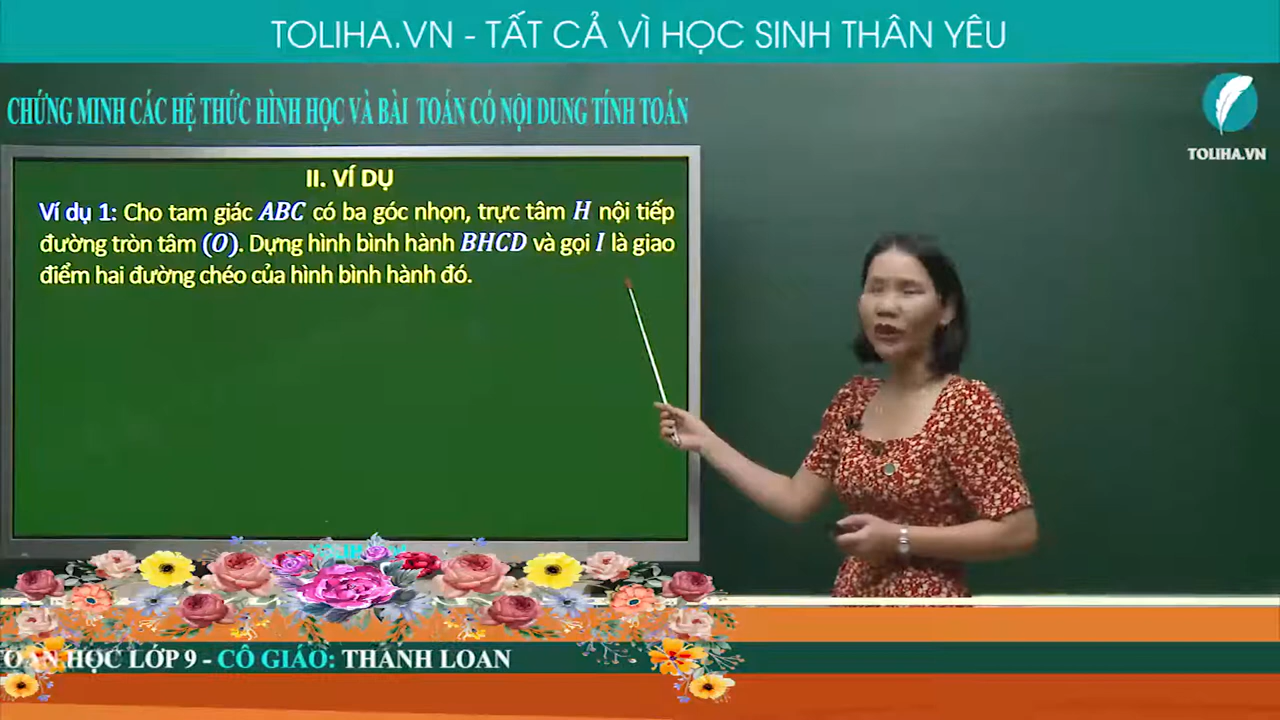 TOLIHA.VN - TẤT CẢ VÌ HỌC SINH THÂN YÊU
CHỨNG MINH CÁC HỆ THỨC HÌNH HỌC VÀ BÀI TOÁN CÓ NỘI DUNG TÍNH TOÁN
TOLIHA.VN
II. VÍ DỤ
Ví dụ 1: Cho tam giác ABC có ba góc nhọn, trực tâm H nội tiếp
đường tròn tâm (O). Dựng hình bình hành BHCD và gọi I là giao
điểm hai đường chéo của hình bình hành đó.
HỌC LỚP 9 - CÔ GIÁO: THANH LOAN